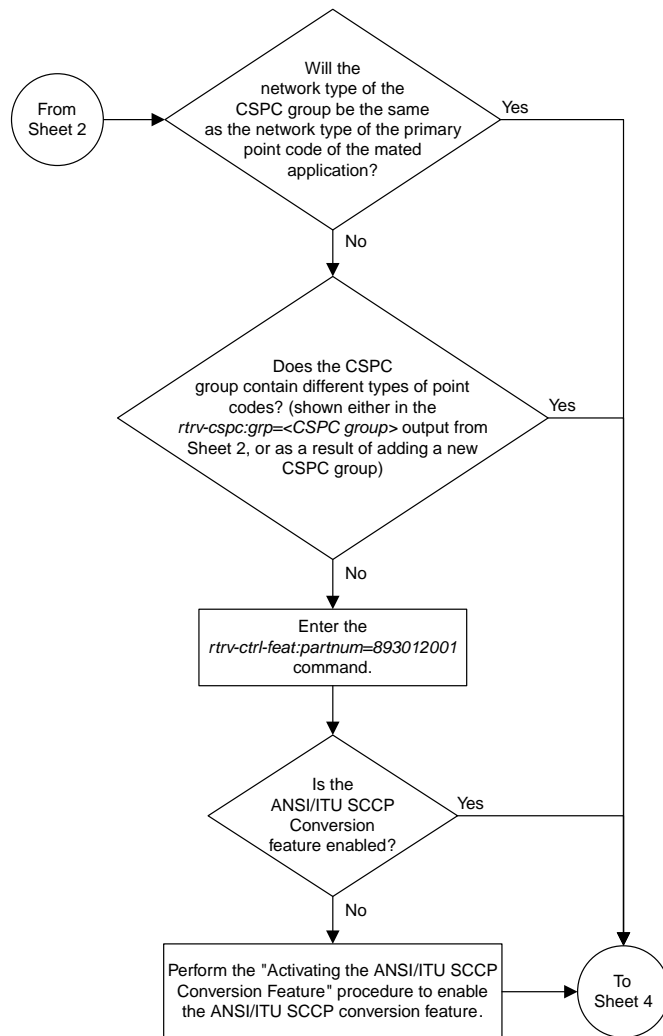 Will the
network type of the
CSPC group be the same
as the network type of the primary
point code of the mated
application?
From
Sheet 2
Yes
No
Does the CSPC
group contain different types of point
codes? (shown either in the
rtrv-cspc:grp=<CSPC group> output from
Sheet 2, or as a result of adding a new
CSPC group)
Yes
No
Enter the
rtrv-ctrl-feat:partnum=893012001
command.
Is the
ANSI/ITU SCCP
Conversion
feature enabled?
Yes
No
Perform the "Activating the ANSI/ITU SCCP
Conversion Feature" procedure to enable
the ANSI/ITU SCCP conversion feature.
To
Sheet 4